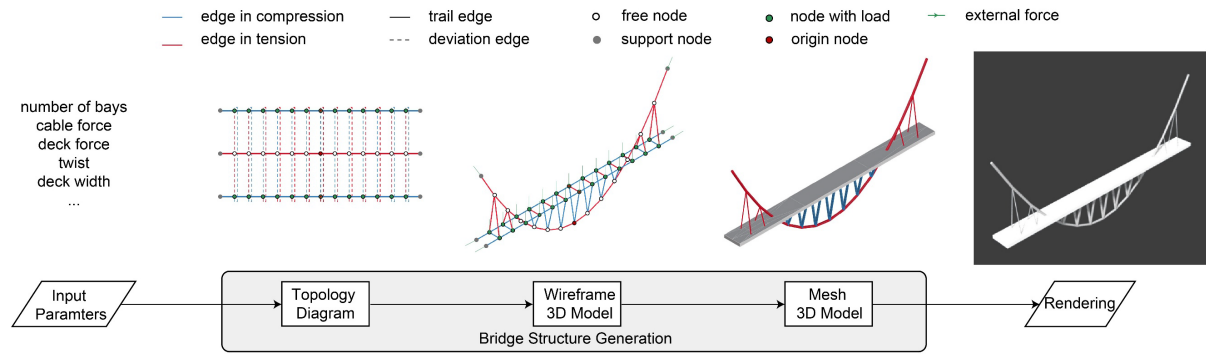 edge in compression
trail edge
free node
node with load
external force
edge in tension
deviation edge
support node
origin node
number of bays
cable force
deck force
twist
deck width
...
Input
Paramters
Topology
Diagram
Wireframe
3D Model
Mesh
3D Model
Rendering
Bridge Structure Generation